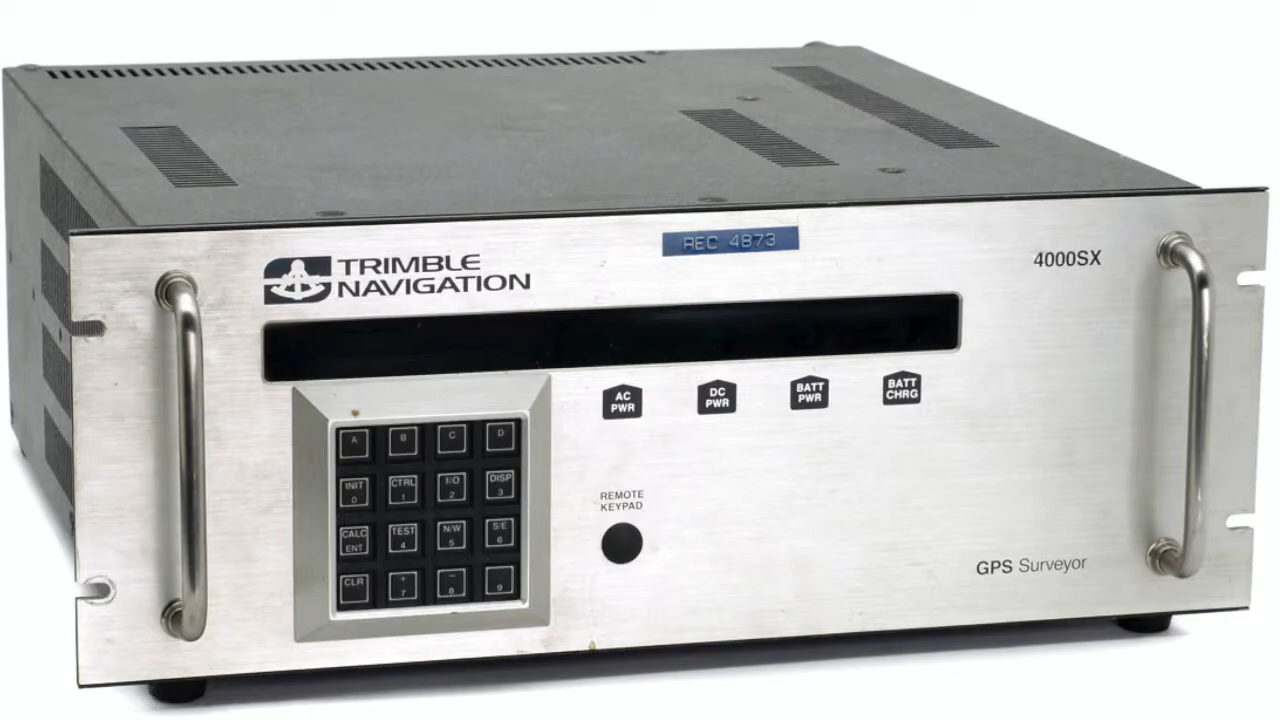 REC 4873
TRIMBLE
NAVIGATION
4000SX
AC
PWR
DC
PWR
BATT
PWR
BATT
CHRG
A B C D
INIT CTRL I/O DISP
0 1 2 3
CALC TEST N/W S/E
ENT 4 5 6
CLR + −
7 8 9
REMOTE
KEYPAD
GPS Surveyor